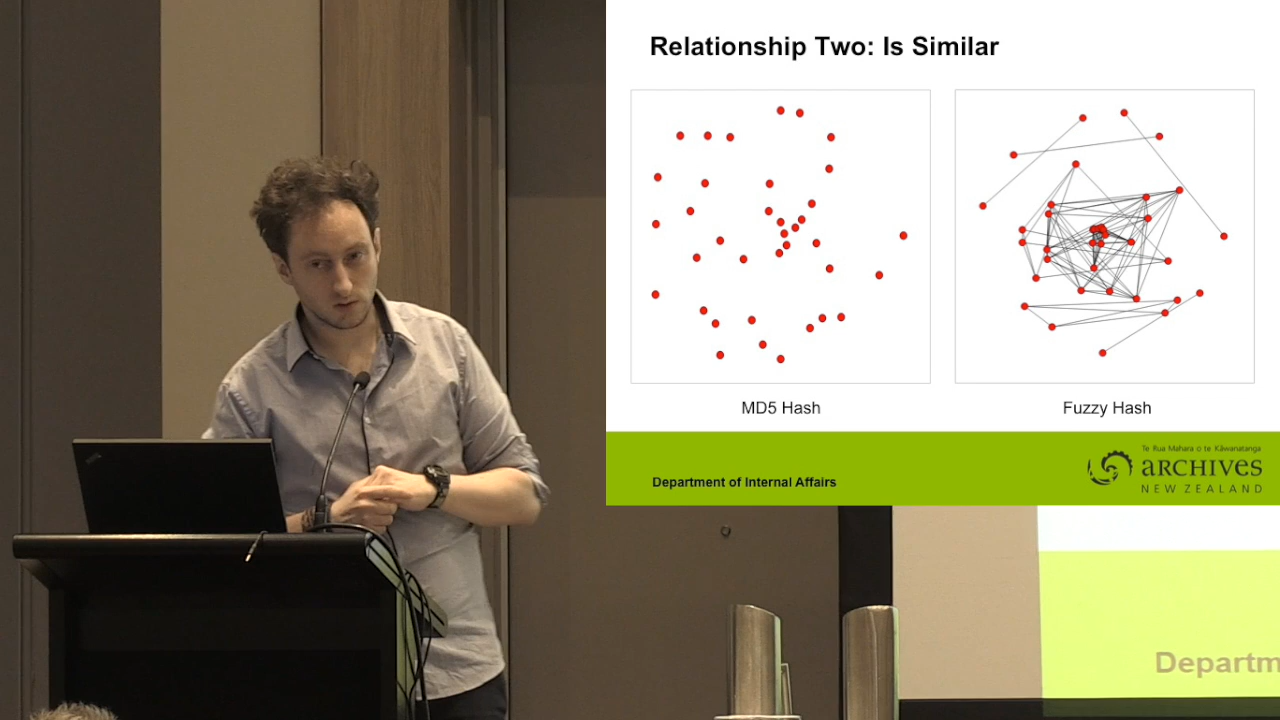 Relationship Two: Is Similar
MD5 Hash
Fuzzy Hash
Department of Internal Affairs
Te Rua Mahara o te Kāwanatanga
ARCHIVES
NEW ZEALAND
Departm